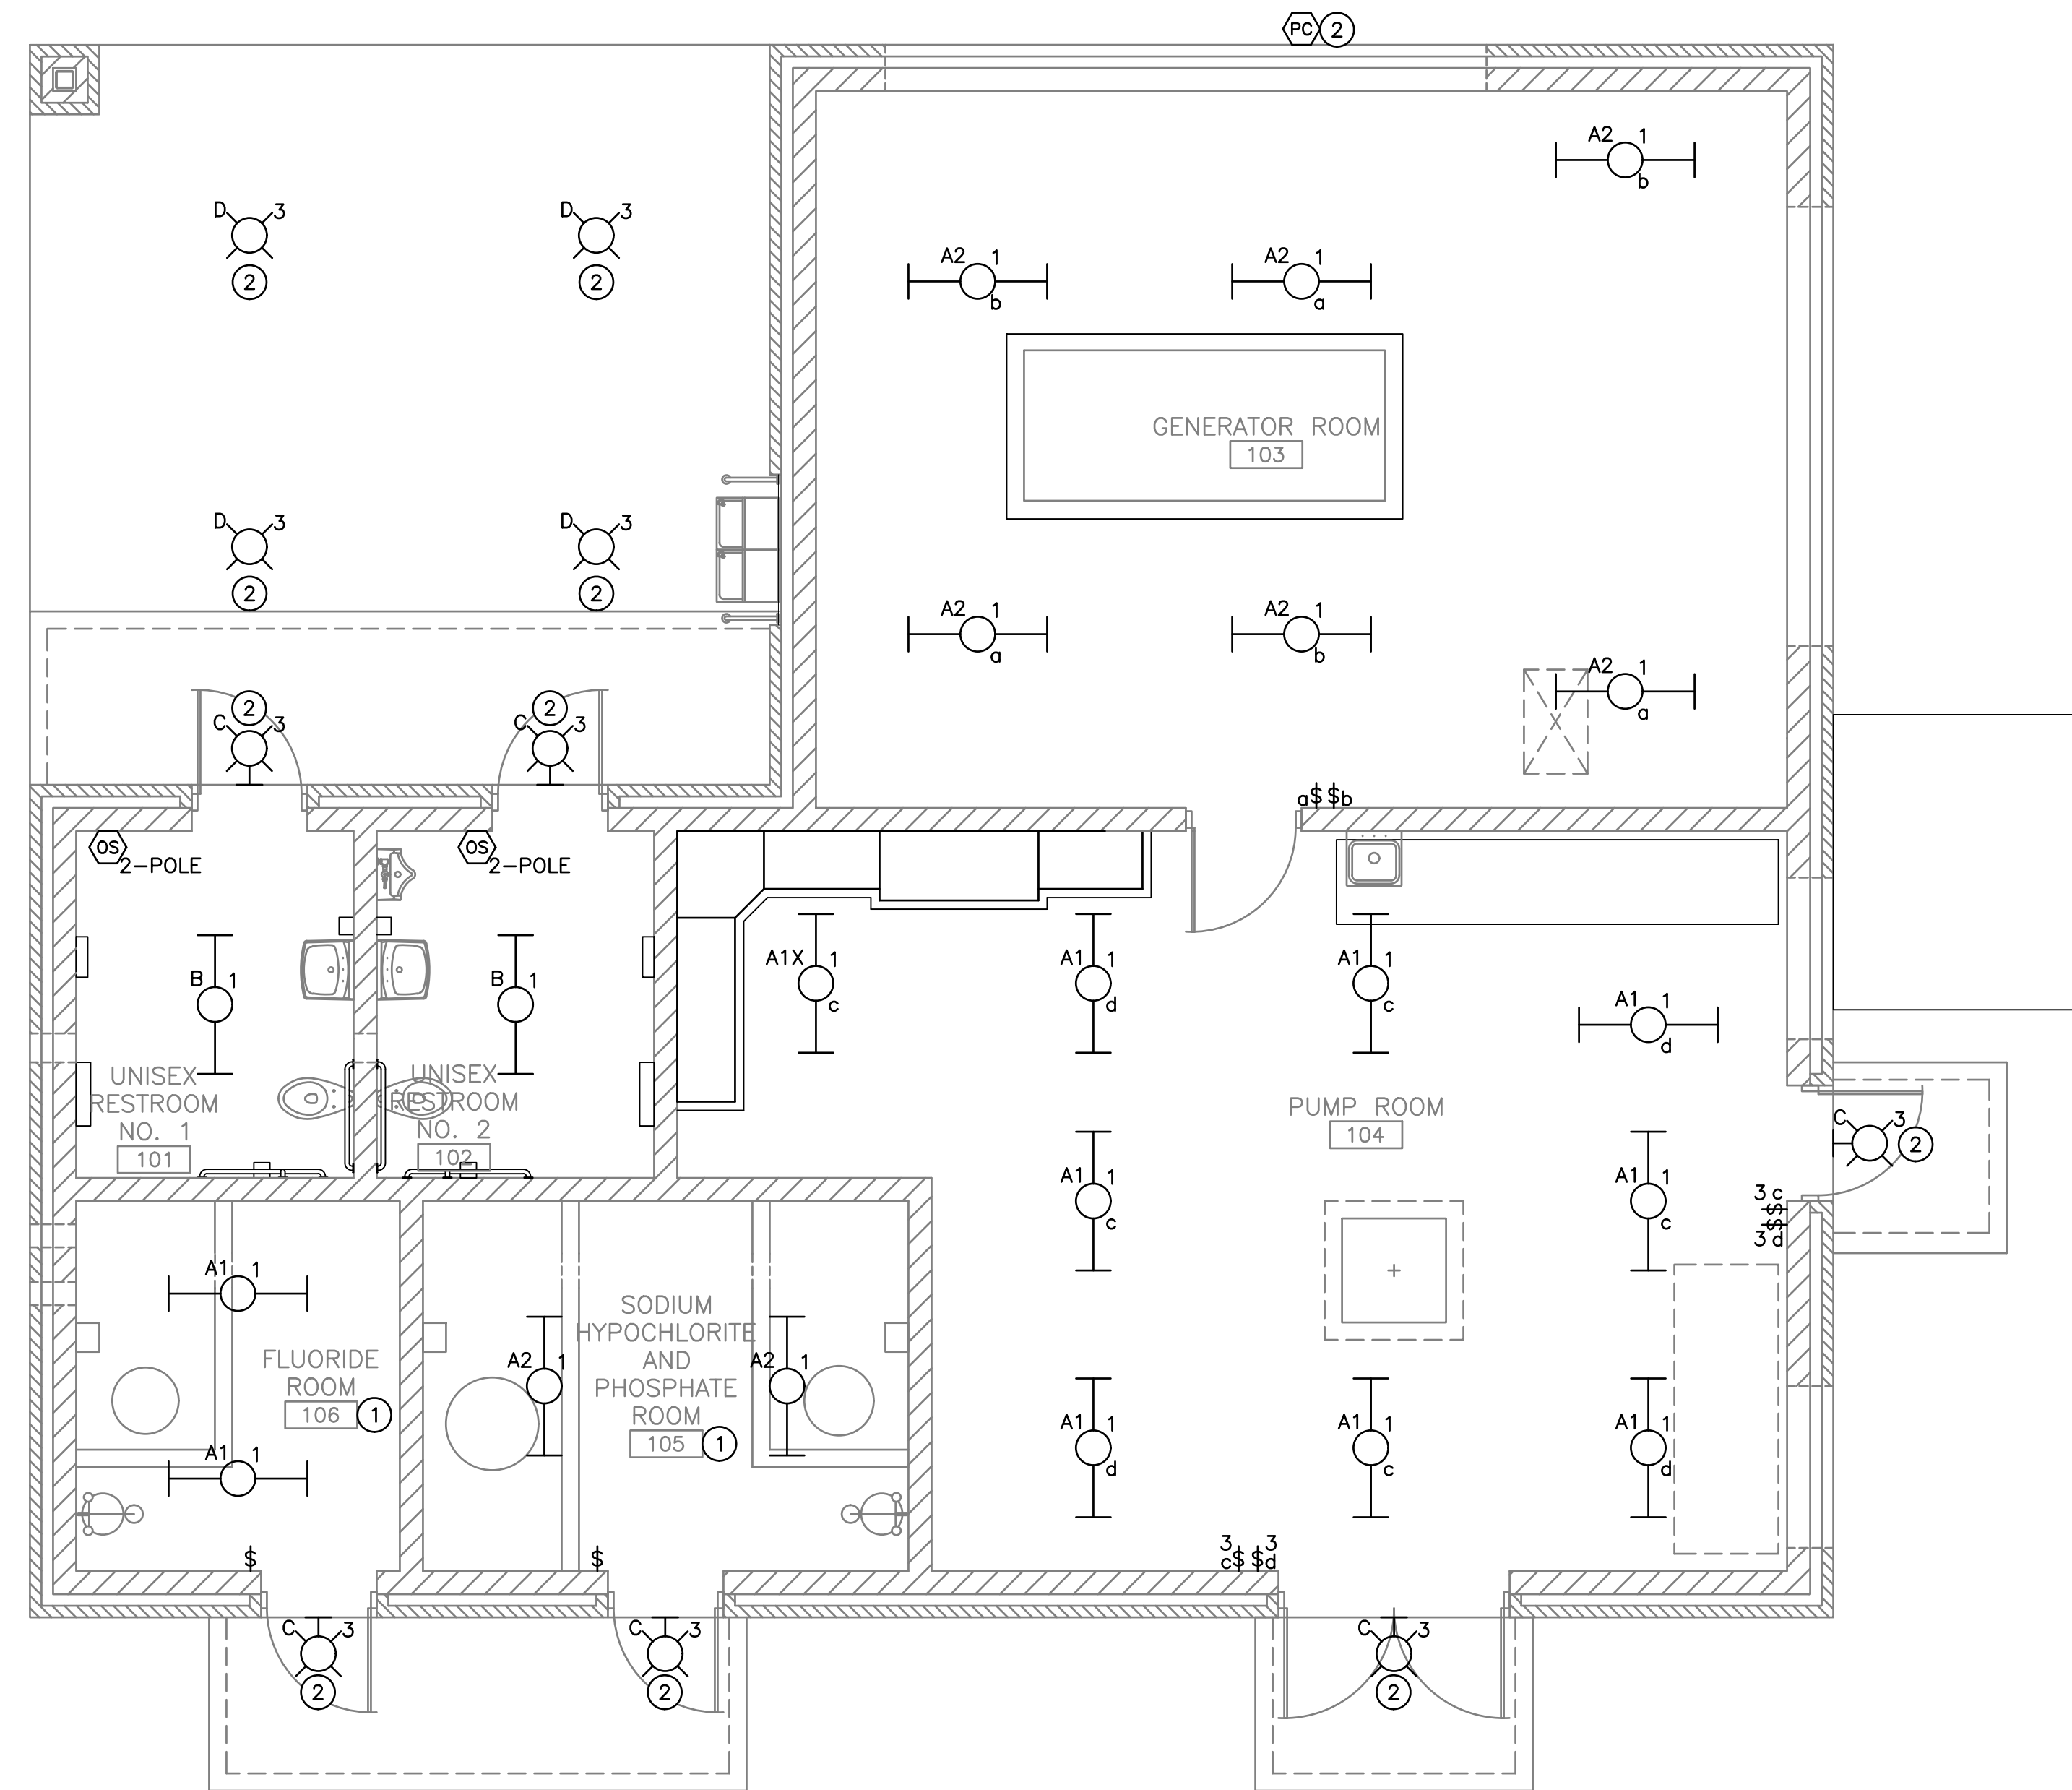 PC 2
A2 1
b
D 3
D 3
A2 1
b
A2 1
a
2
2
GENERATOR ROOM
103
D 3
D 3
2
2
A2 1
a
A2 1
b
A2 1
a
2
2
C 3
C 3
a$ $b
OS
2-POLE
OS
2-POLE
A1X 1
c
A1 1
d
A1 1
c
B 1
B 1
A1 1
d
UNISEX
RESTROOM
NO. 1
101
UNISEX
RESTROOM
NO. 2
102
PUMP ROOM
104
C 3
2
A1 1
c
A1 1
c
3 c
$
$
3 d
A1 1
SODIUM
HYPOCHLORITE
AND
PHOSPHATE
ROOM
105 1
FLUORIDE
ROOM
106 1
A2 1
A2 1
A1 1
A1 1
d
A1 1
c
A1 1
d
$
$
3 3
c$ $d
C 3
2
C 3
2
C 3
2